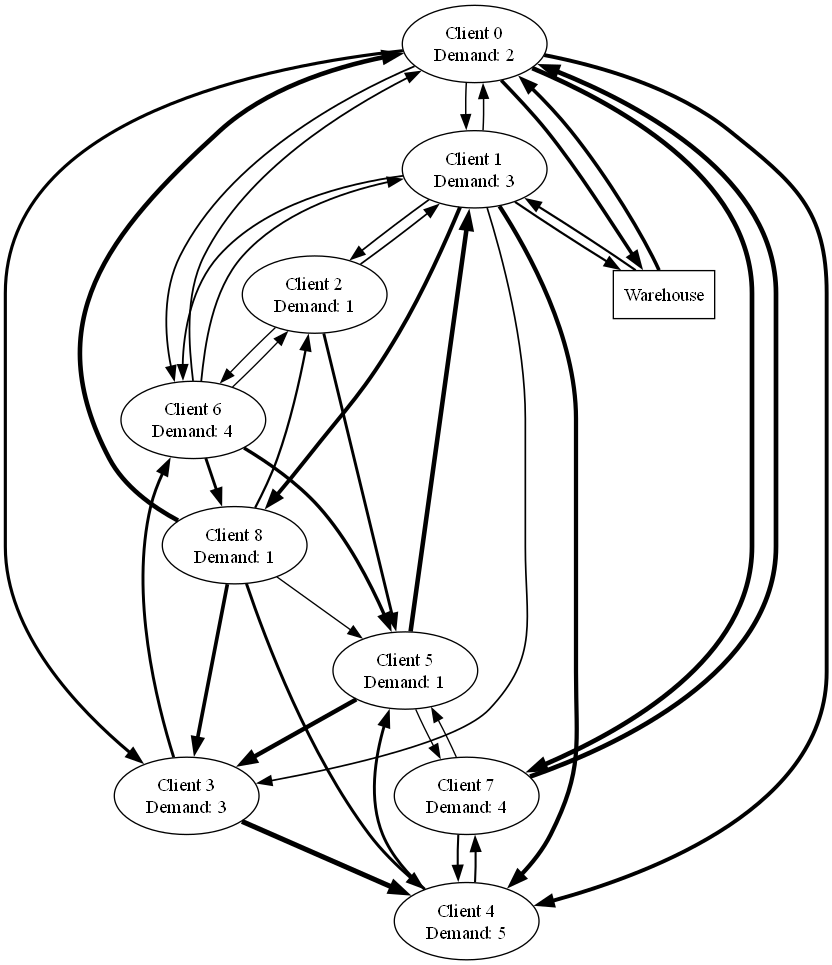 Client 0
Demand: 2
Client 1
Demand: 3
Client 2
Demand: 1
Warehouse
Client 6
Demand: 4
Client 8
Demand: 1
Client 5
Demand: 1
Client 3
Demand: 3
Client 7
Demand: 4
Client 4
Demand: 5